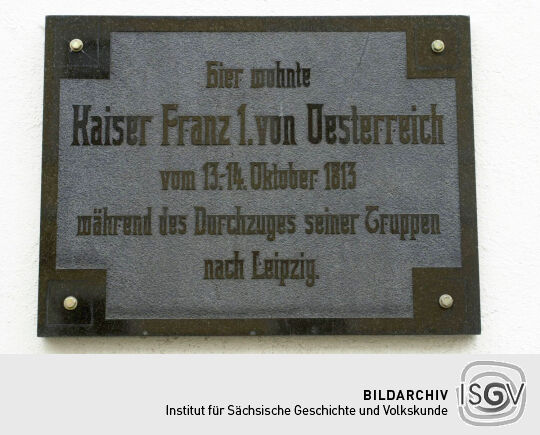 Hier wohnte
Kaiser Franz 1. von Oesterreich
vom 13.-14. Oktober 1813
während des Durchzuges seiner Truppen
nach Leipzig.
BILDARCHIV
Institut für Sächsische Geschichte und Volkskunde
ISGV